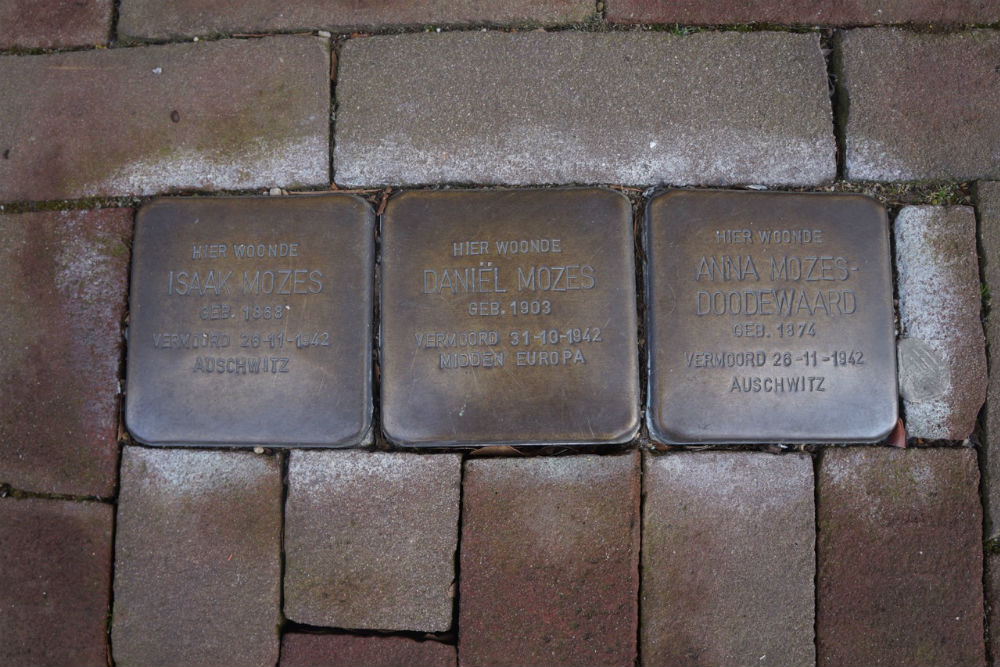 HIER WOONDE
ISAAK MOZES
GEB. 1868
VERMOORD 26-11-1942
AUSCHWITZ
HIER WOONDE
DANIËL MOZES
GEB. 1903
VERMOORD 31-10-1942
MIDDEN EUROPA
HIER WOONDE
ANNA MOZES-
DOODEWAARD
GEB. 1874
VERMOORD 26-11-1942
AUSCHWITZ